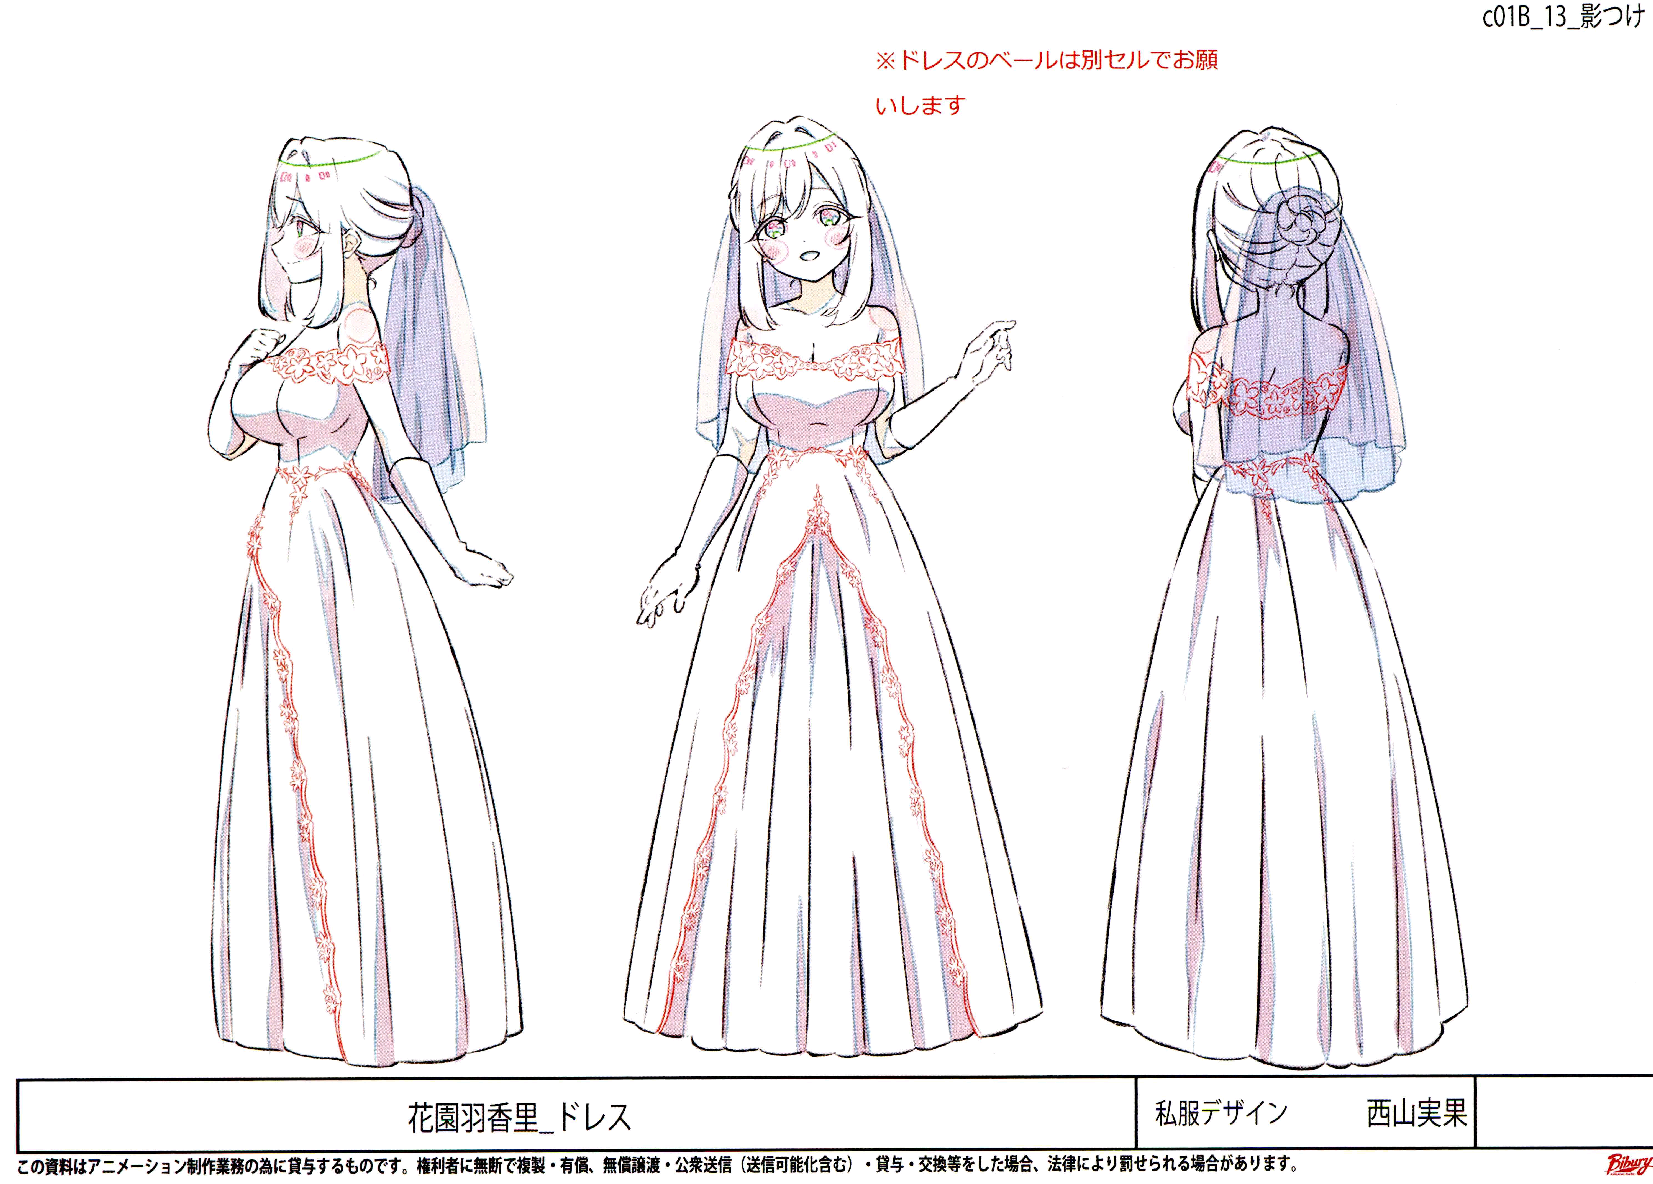 c01B_13_影つけ
※ドレスのベールは別セルでお願
いします
花園羽香里_ドレス
私服デザイン
西山実果
この資料はアニメーション制作業務の為に貸与するものです。権利者に無断で複製・有償、無償譲渡・公衆送信（送信可能化含む）・貸与・交換等をした場合、法律により罰せられる場合があります。
Bibury